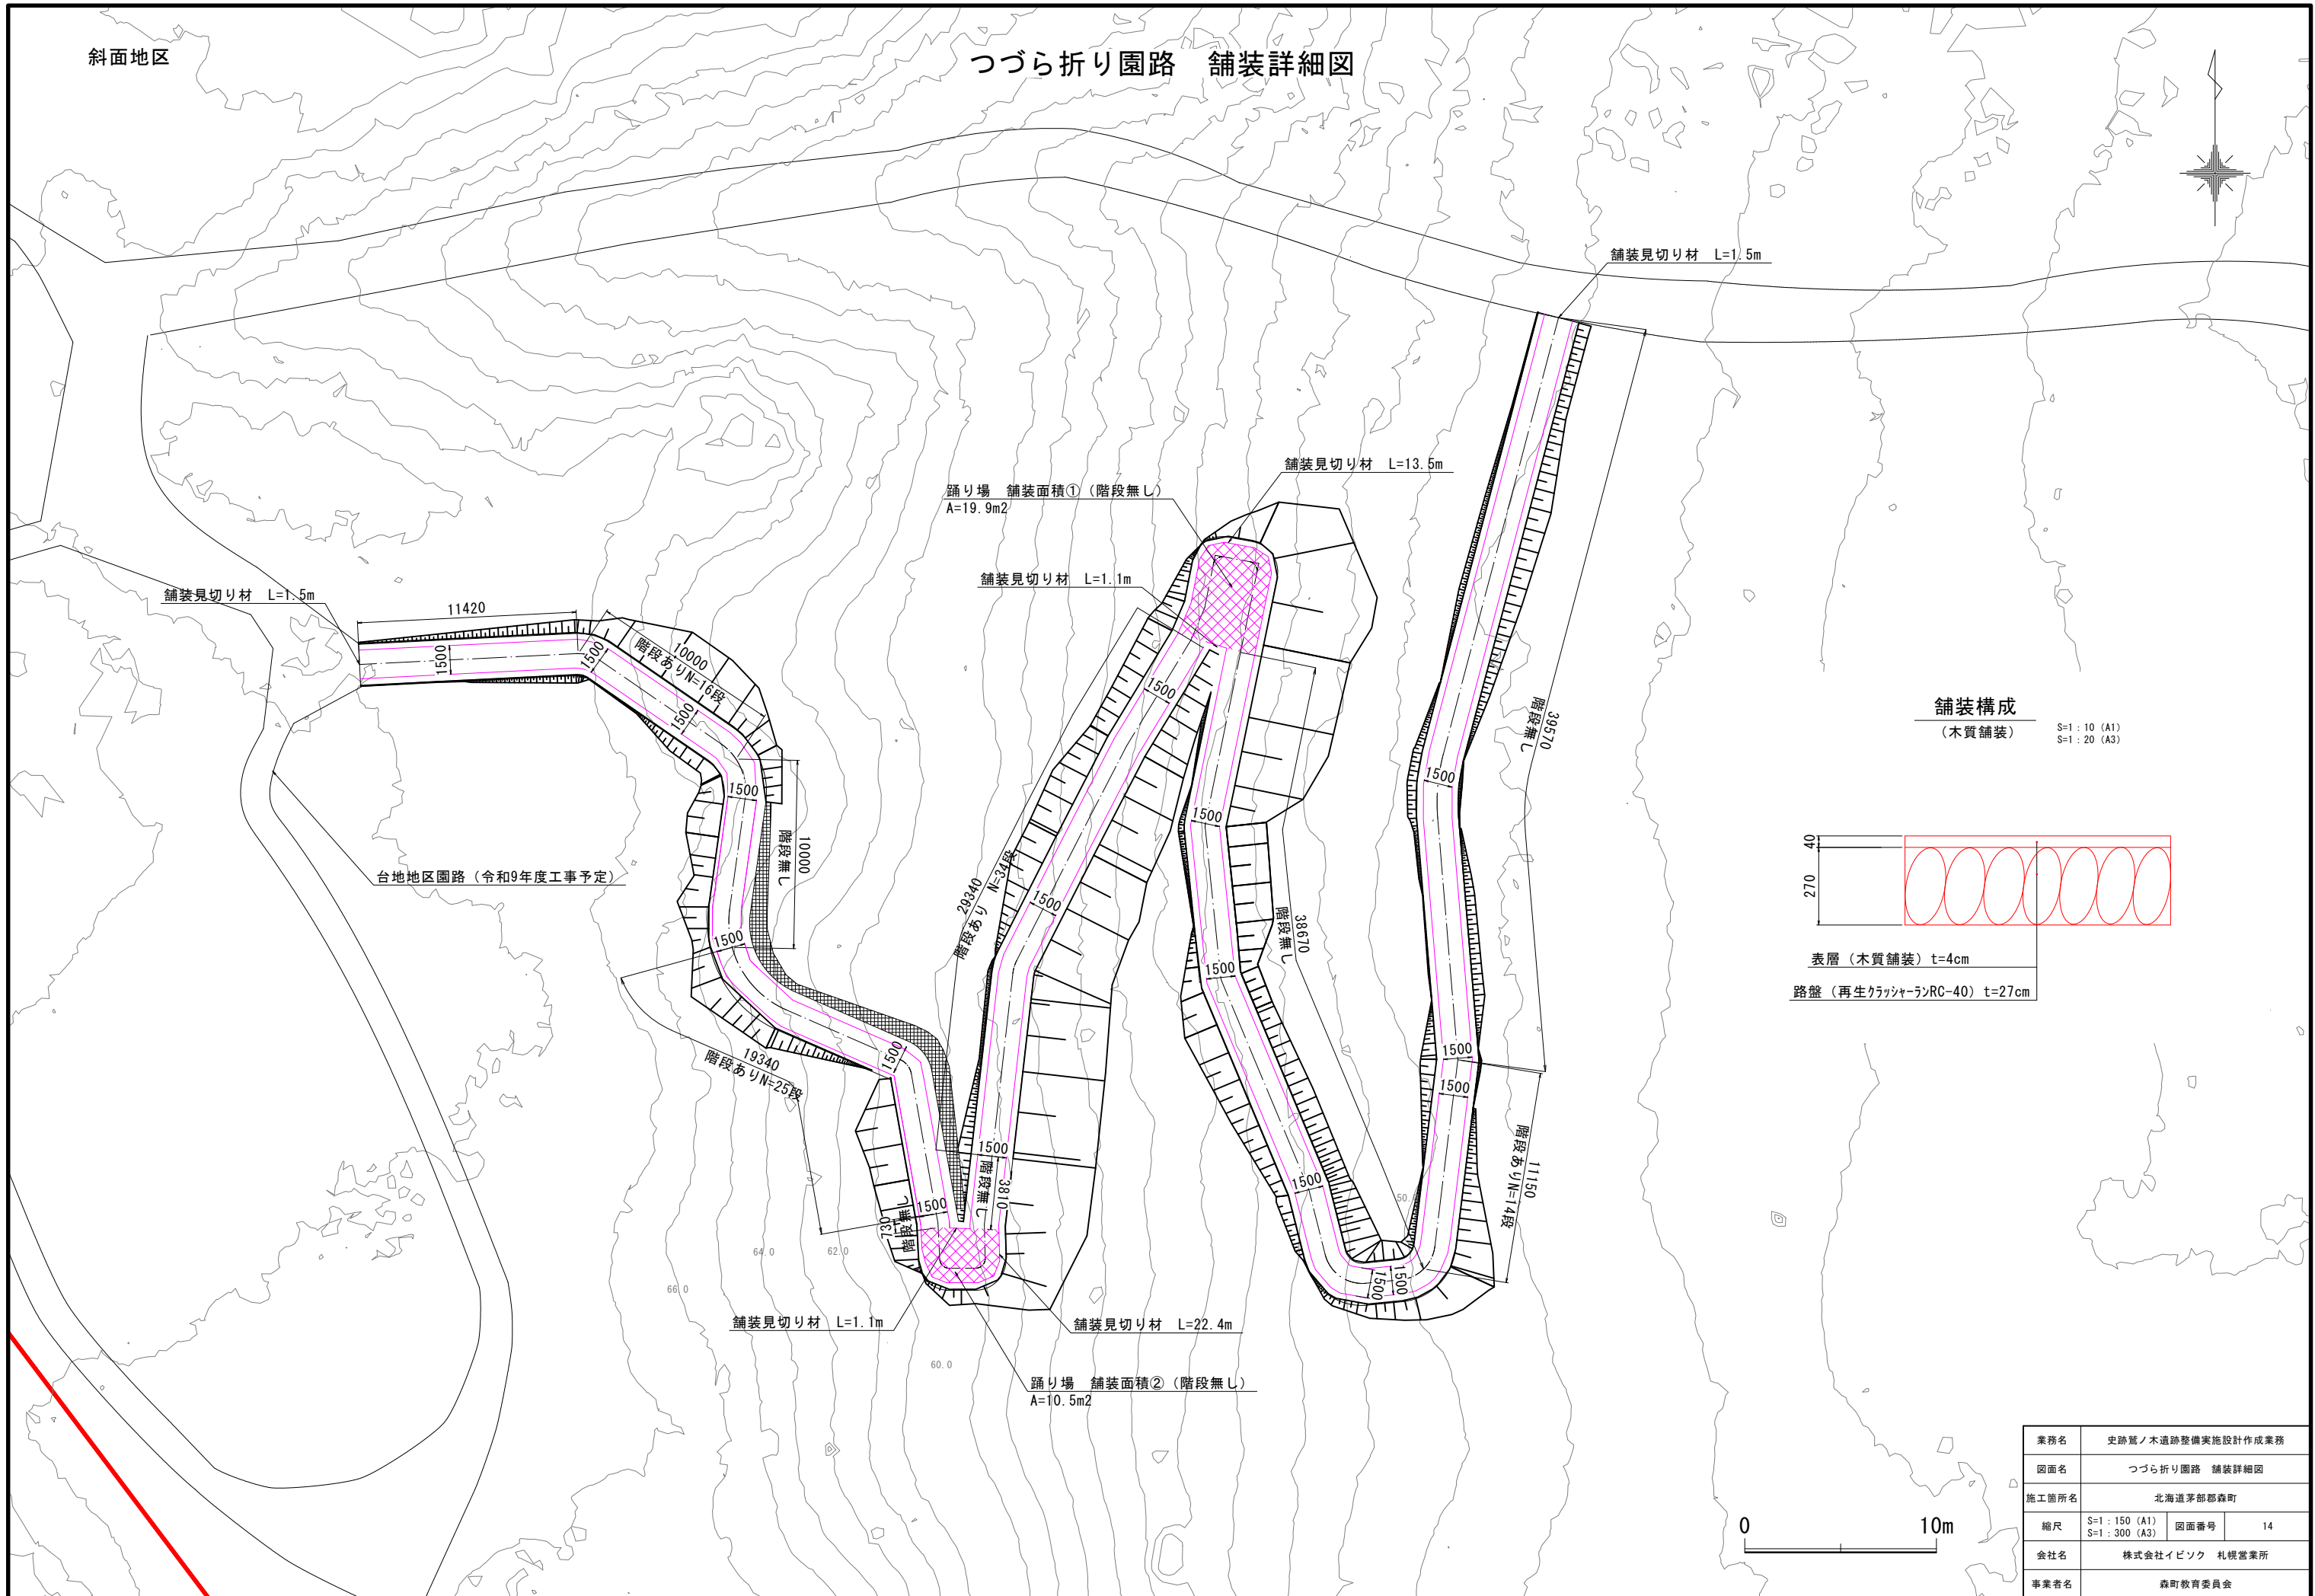 斜面地区
つづら折り園路　舗装詳細図
舗装見切り材　L=1.5m
舗装見切り材　L=13.5m
踊り場　舗装面積①（階段無し）
A=19.9m2
舗装見切り材　L=1.1m
舗装見切り材　L=1.5m
11420
1500
1500
10000
階段ありN=16段
1500
1500
10000
階段無し
1500
台地地区園路（令和9年度工事予定）
19340
階段ありN=25段
1500
1500
730
階段無し
29340
階段あり　N=34段
1500
1500
1500
3810
階段無し
1500
1500
38670
階段無し
1500
1500
1500
39570
階段無し
1500
1500
1500
11150
階段ありN=14段
50.
64.0
62.0
66.0
60.0
舗装見切り材　L=1.1m
舗装見切り材　L=22.4m
踊り場　舗装面積②（階段無し）
A=10.5m2
舗装構成
（木質舗装）
S=1：10（A1）
S=1：20（A3）
40
270
表層（木質舗装）t=4cm
路盤（再生クラッシャーランRC-40）t=27cm
0 10m
業務名 史跡鷲ノ木遺跡整備実施設計作成業務
図面名 つづら折り園路　舗装詳細図
施工箇所名 北海道茅部郡森町
縮尺 S=1：150（A1） S=1：300（A3） 図面番号 14
会社名 株式会社イビソク　札幌営業所
事業者名 森町教育委員会